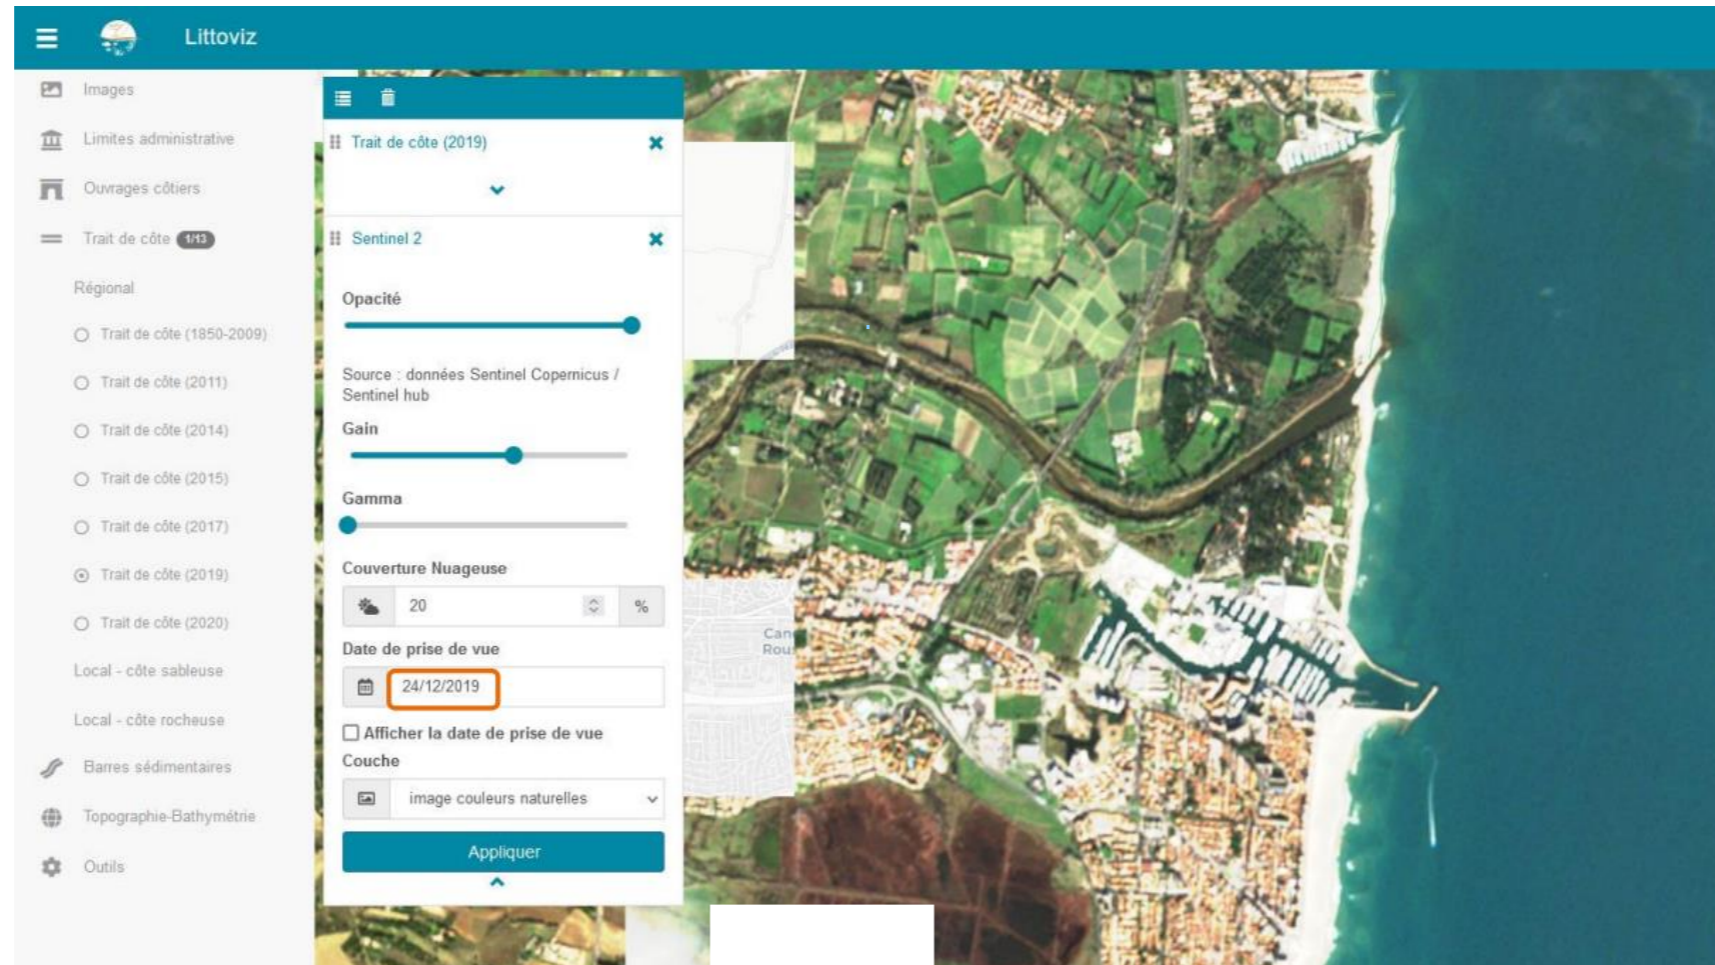 Littoviz
Images
Limites administrative
Ouvrages côtiers
Trait de côte 1/13
Régional
Trait de côte (1850-2009)
Trait de côte (2011)
Trait de côte (2014)
Trait de côte (2015)
Trait de côte (2017)
Trait de côte (2019)
Trait de côte (2020)
Local - côte sableuse
Local - côte rocheuse
Barres sédimentaires
Topographie-Bathymétrie
Outils
Trait de côte (2019)
Sentinel 2
Opacité
Source : données Sentinel Copernicus /
Sentinel hub
Gain
Gamma
Couverture Nuageuse
20 %
Date de prise de vue
24/12/2019
Afficher la date de prise de vue
Couche
image couleurs naturelles
Appliquer